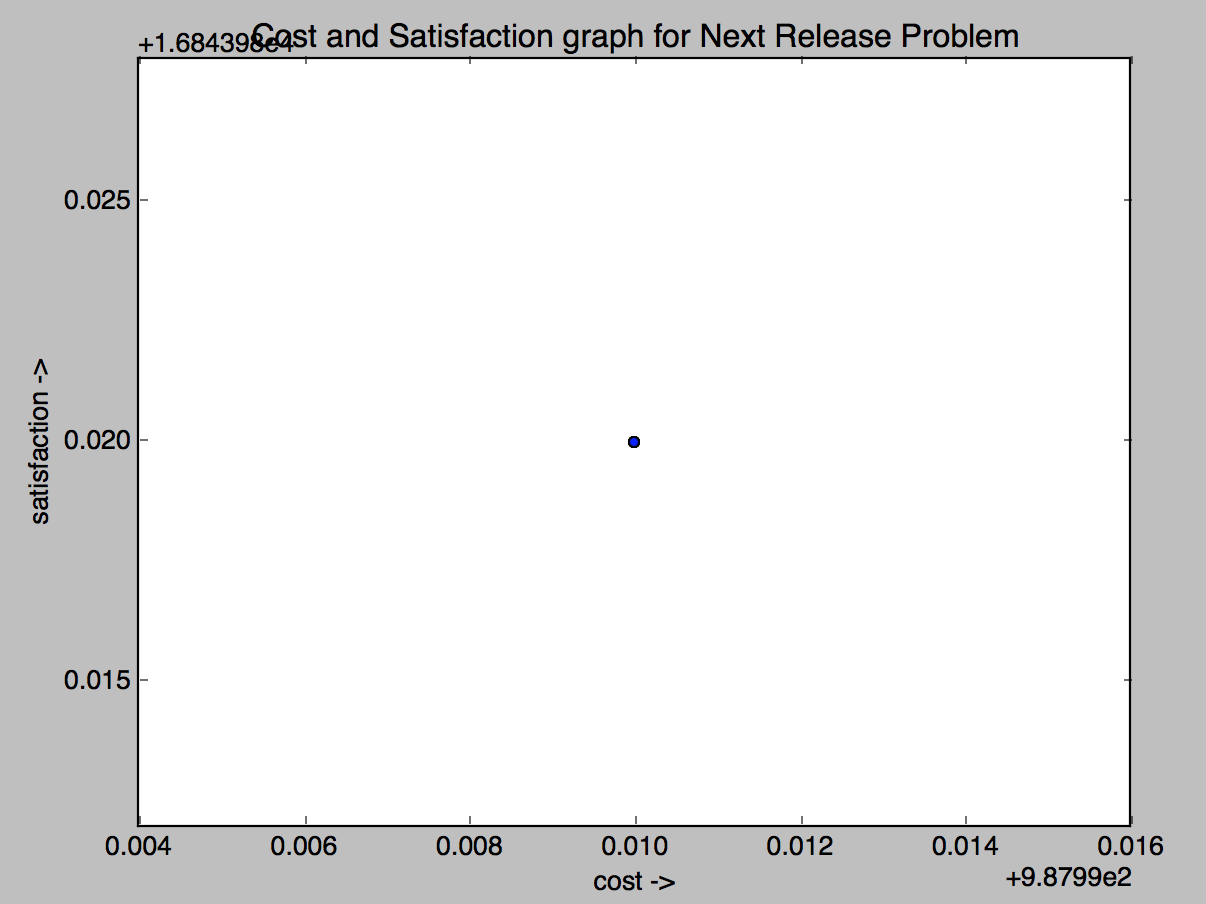 Cost and Satisfaction graph for Next Release Problem
+1.684398e4
0.025
satisfaction ->
0.020
0.015
0.004 0.006 0.008 0.010 0.012 0.014 0.016
cost ->
+9.8799e2